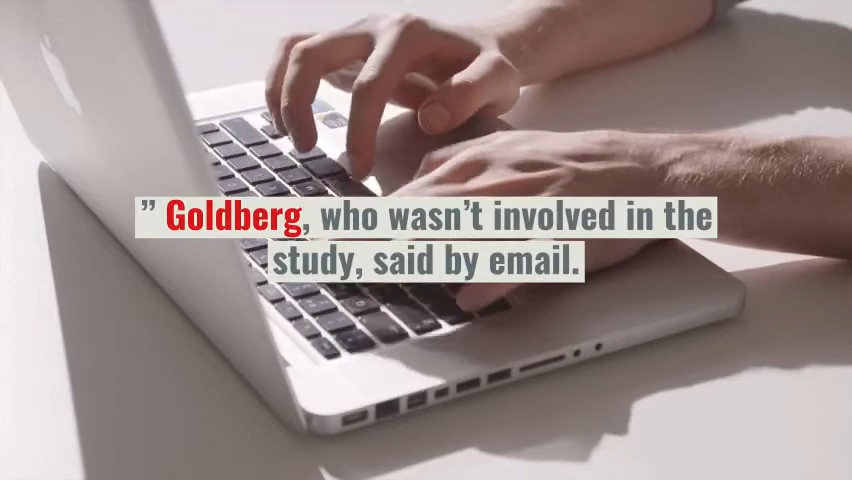 ” Goldberg, who wasn’t involved in the
study, said by email.